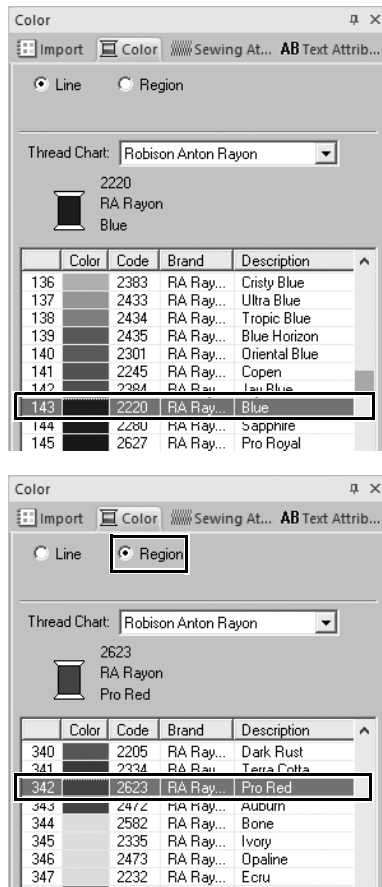 Color
Import Color Sewing At... AB Text Attrib...
Line Region
Thread Chart: Robison Anton Rayon
2220
RA Rayon
Blue
Color Code Brand Description
136 2383 RA Ray... Cristy Blue
137 2433 RA Ray... Ultra Blue
138 2434 RA Ray... Tropic Blue
139 2435 RA Ray... Blue Horizon
140 2301 RA Ray... Oriental Blue
141 2245 RA Ray... Copen
142 2384 RA Ray... Jay Blue
143 2220 RA Ray... Blue
144 2280 RA Ray... Sapphire
145 2627 RA Ray... Pro Royal
Color
Import Color Sewing At... AB Text Attrib...
Line Region
Thread Chart: Robison Anton Rayon
2623
RA Rayon
Pro Red
Color Code Brand Description
340 2205 RA Ray... Dark Rust
341 2334 RA Ray... Terra Cotta
342 2623 RA Ray... Pro Red
343 2472 RA Ray... Auburn
344 2582 RA Ray... Bone
345 2335 RA Ray... Ivory
346 2473 RA Ray... Opaline
347 2232 RA Ray... Ecru